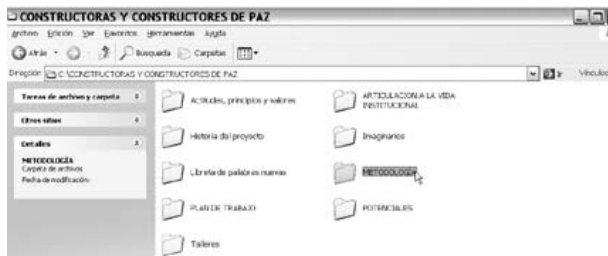 CONSTRUCTORAS Y CONSTRUCTORES DE PAZ
Archivo Edición Ver Favoritos Herramientas Ayuda
Atrás Búsqueda Carpetas
Dirección C:\CONSTRUCTORAS Y CONSTRUCTORES DE PAZ Ir Vínculos
Tareas de archivo y carpeta
Otros sitios
Detalles
METODOLOGÍA
Carpeta de archivos
Fecha de modificación:
Actitudes, principios y valores
ARTICULACION A LA VIDA
INSTITUCIONAL
Historia del proyecto
Imaginarios
Libreta de palabras nuevas
METODOLOGÍA
PLAN DE TRABAJO
POTENCIALES
Talleres